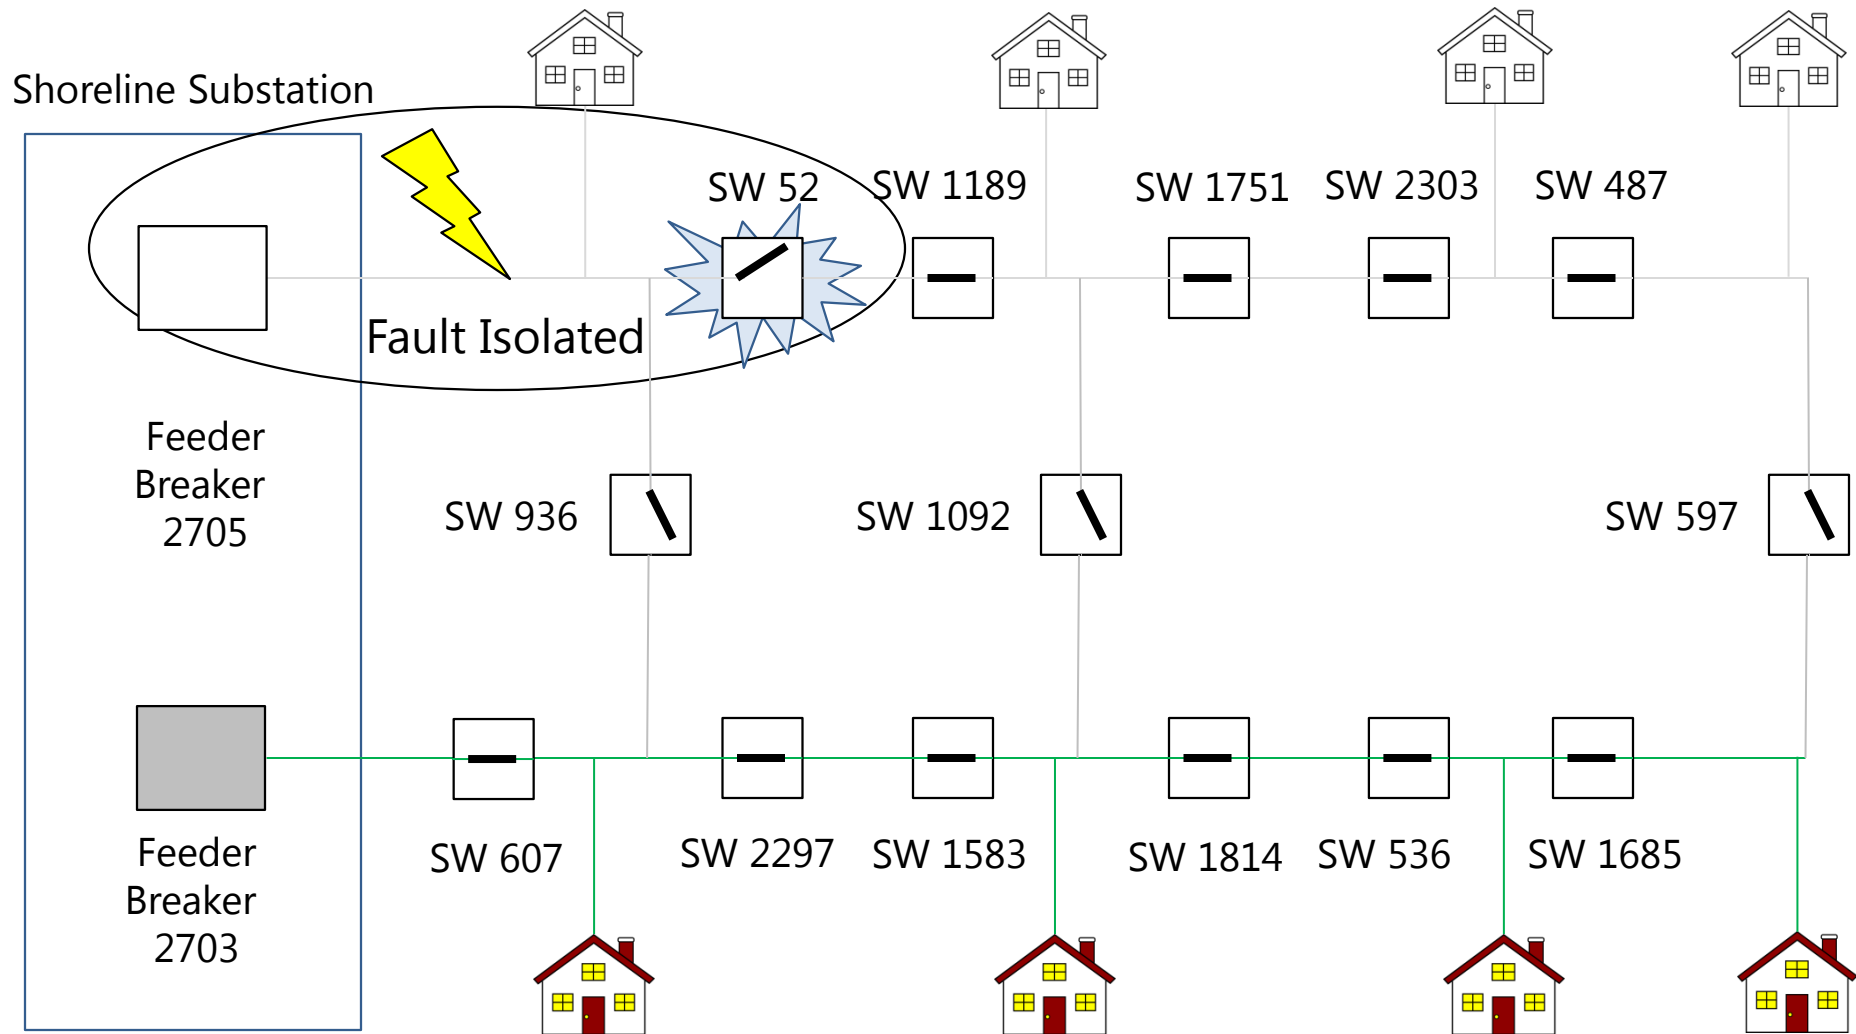 Shoreline Substation
SW 52
SW 1189
SW 1751
SW 2303
SW 487
Fault Isolated
Feeder
Breaker
2705
SW 936
SW 1092
SW 597
Feeder
Breaker
2703
SW 607
SW 2297
SW 1583
SW 1814
SW 536
SW 1685